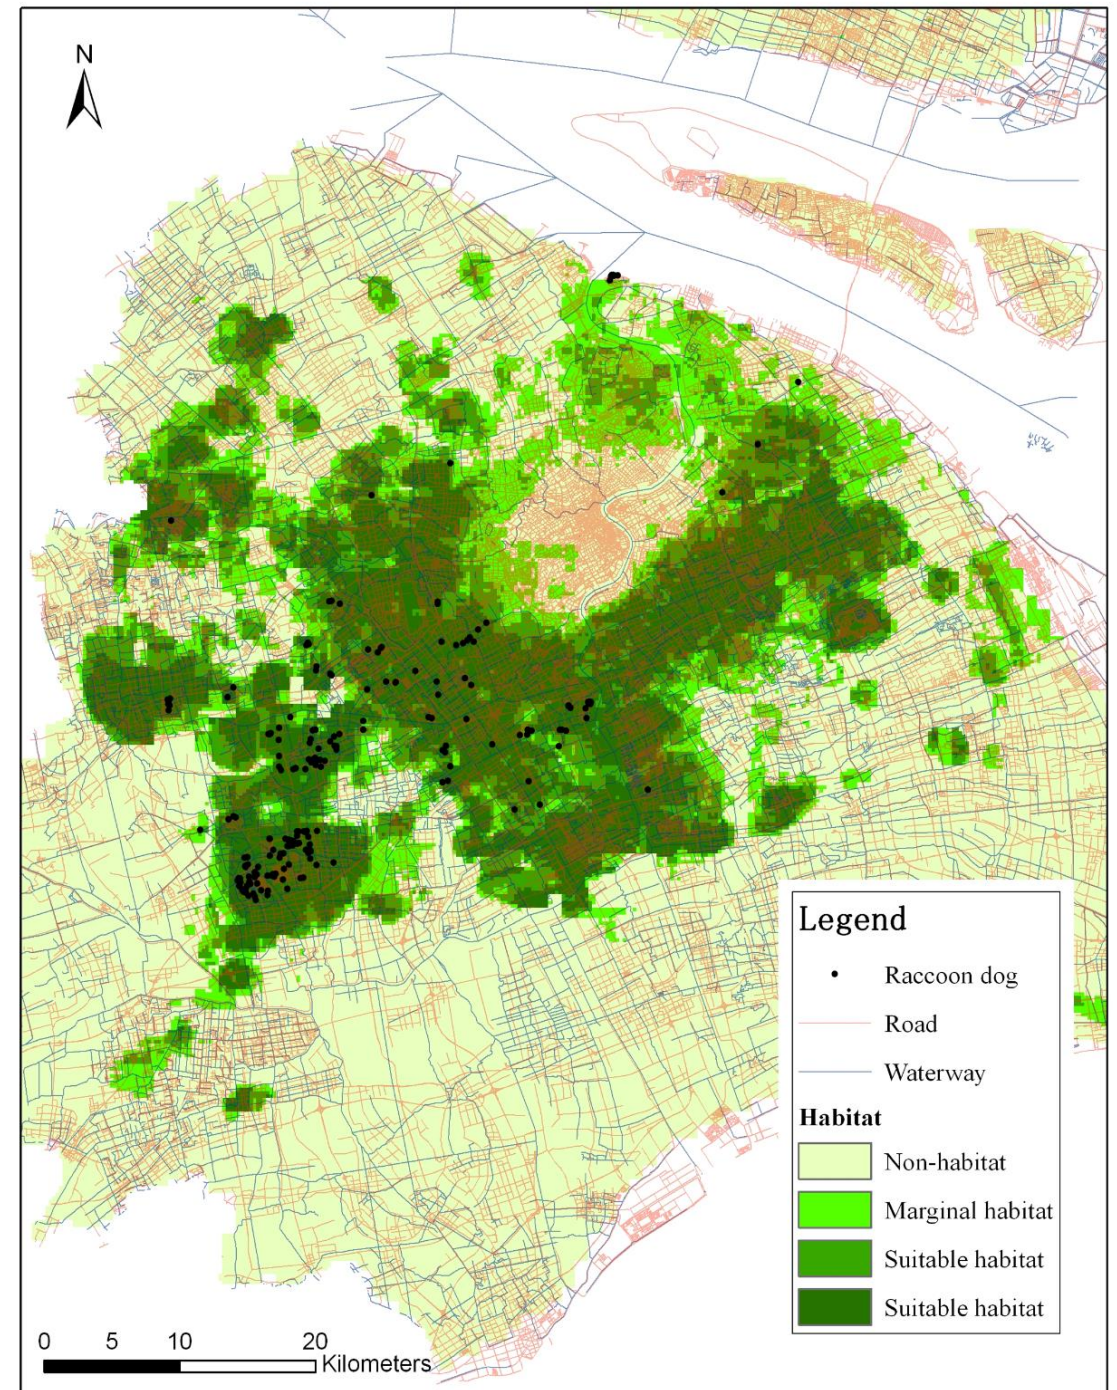 N
Legend
Raccoon dog
Road
Waterway
Habitat
Non-habitat
Marginal habitat
Suitable habitat
Suitable habitat
0 5 10 20
Kilometers